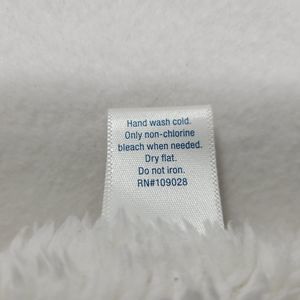 Hand wash cold.
Only non-chlorine
bleach when needed.
Dry flat.
Do not iron.
RN#109028